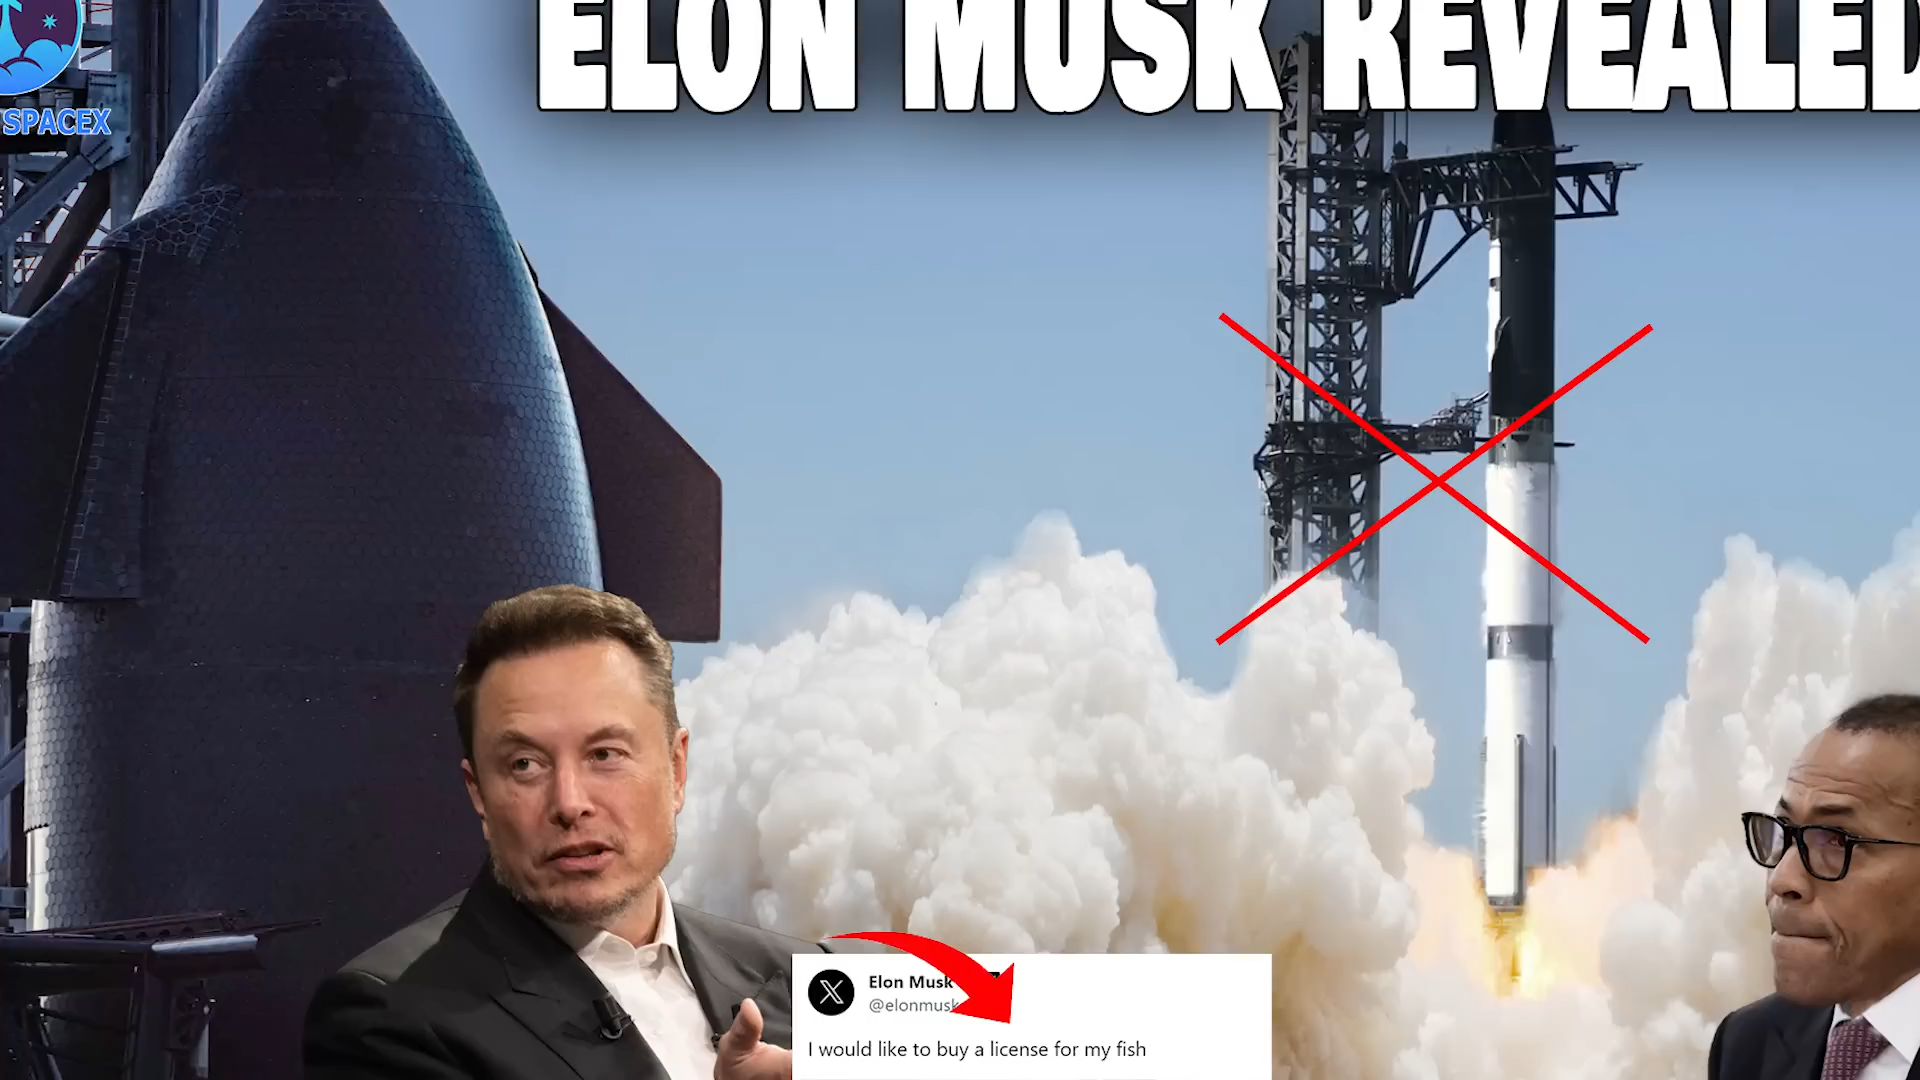 ELON MUSK REVEALED
SPACEX
Elon Musk
@elonmusk
I would like to buy a license for my fish